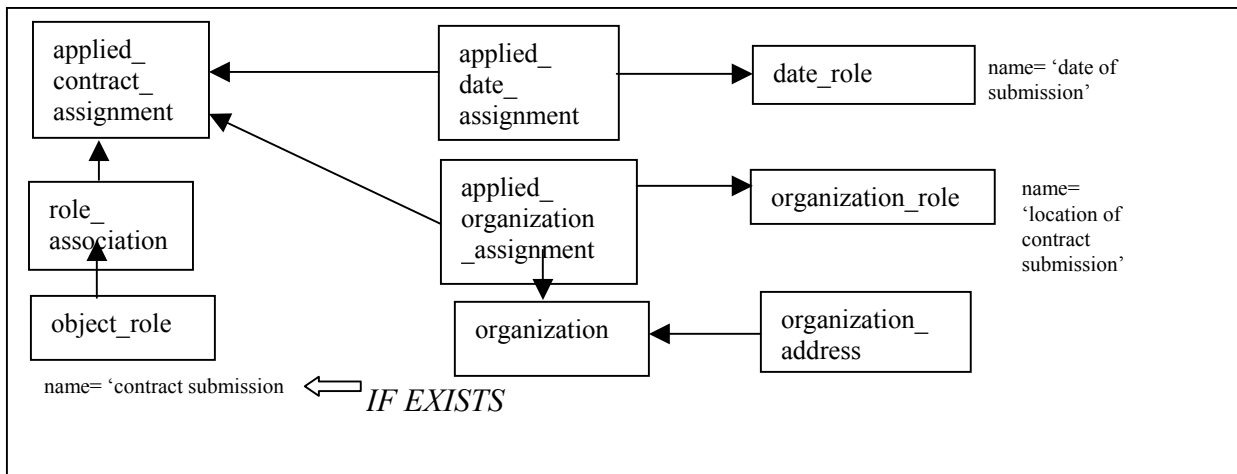 applied_
contract_
assignment
applied_
date_
assignment
date_role
name= ‘date of
submission’
role_
association
applied_
organization
_assignment
organization_role
name=
‘location of
contract
submission’
object_role
organization
organization_
address
name= ‘contract submission
IF EXISTS